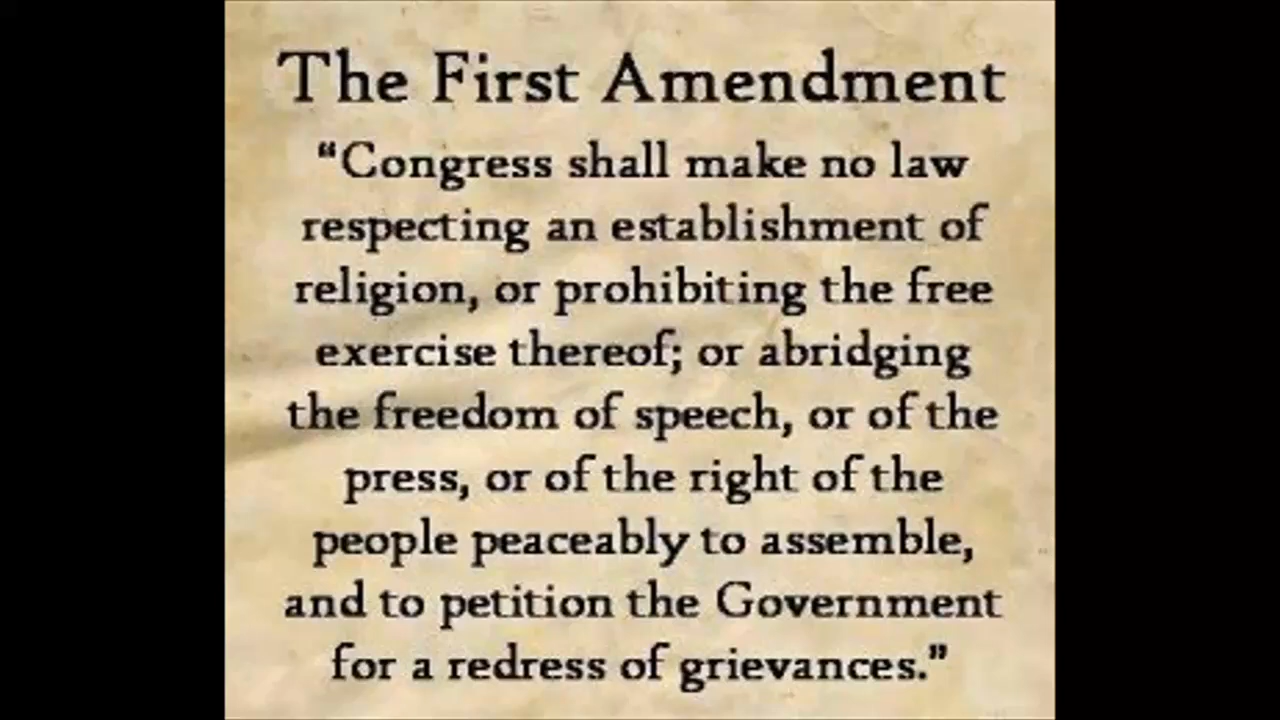 The First Amendment
“Congress shall make no law
respecting an establishment of
religion, or prohibiting the free
exercise thereof; or abridging
the freedom of speech, or of the
press, or of the right of the
people peaceably to assemble,
and to petition the Government
for a redress of grievances.”